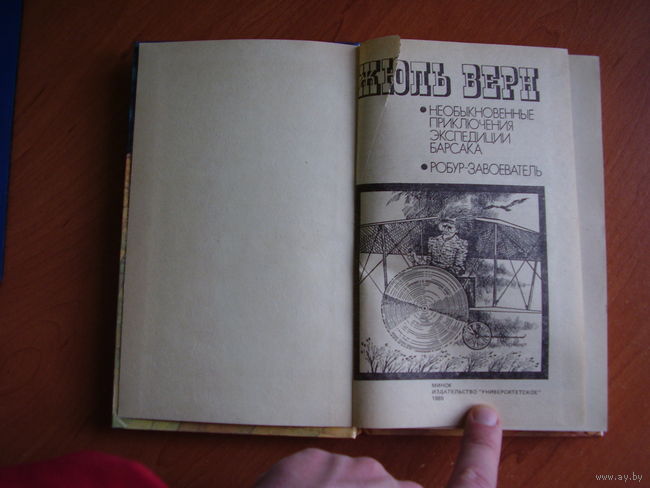 ЖЮЛЬ ВЕРН
• НЕОБЫКНОВЕННЫЕ
ПРИКЛЮЧЕНИЯ
ЭКСПЕДИЦИИ
БАРСАКА
• РОБУР-ЗАВОЕВАТЕЛЬ
МИНСК
ИЗДАТЕЛЬСТВО "УНИВЕРСИТЕТСКОЕ"
1989
www.ay.by